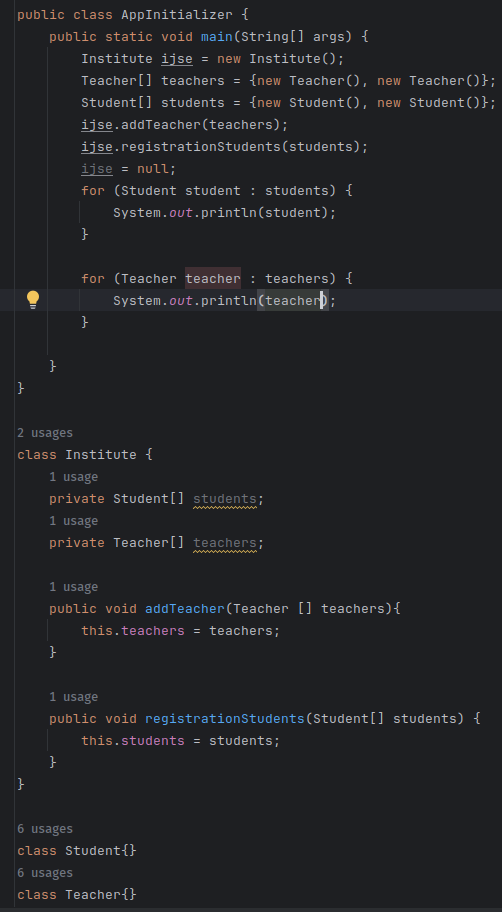 public class AppInitializer {
    public static void main(String[] args) {
        Institute ijse = new Institute();
        Teacher[] teachers = {new Teacher(), new Teacher()};
        Student[] students = {new Student(), new Student()};
        ijse.addTeacher(teachers);
        ijse.registrationStudents(students);
        ijse = null;
        for (Student student : students) {
            System.out.println(student);
        }

        for (Teacher teacher : teachers) {
            System.out.println(teacher);
        }

    }
}

2 usages
class Institute {
    1 usage
    private Student[] students;
    1 usage
    private Teacher[] teachers;

    1 usage
    public void addTeacher(Teacher [] teachers){
        this.teachers = teachers;
    }

    1 usage
    public void registrationStudents(Student[] students) {
        this.students = students;
    }
}

6 usages
class Student{}
6 usages
class Teacher{}